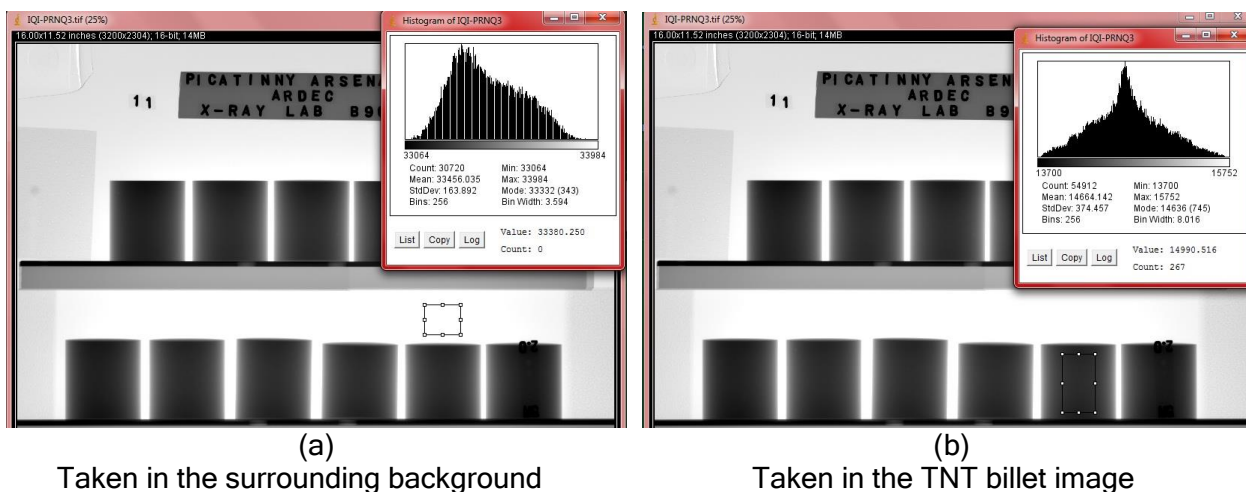 IQI-PRNQ3.tif (25%)
16.00x11.52 inches (3200x2304); 16-bit; 14MB
Histogram of IQI-PRNQ3
11
PICATINNY ARSENA
ARDEC
X-RAY LAB B90
33064 33984
Count: 30720 Min: 33064
Mean: 33456.035 Max: 33984
StdDev: 163.892 Mode: 33332 (343)
Bins: 256 Bin Width: 3.594
List Copy Log Value: 33380.250
Count: 0
(a)
Taken in the surrounding background
IQI-PRNQ3.tif (25%)
16.00x11.52 inches (3200x2304); 16-bit; 14MB
Histogram of IQI-PRNQ3
11
PICATINNY ARSEN
ARDEC
X-RAY LAB B9
13700 15752
Count: 54912 Min: 13700
Mean: 14664.142 Max: 15752
StdDev: 374.457 Mode: 14636 (745)
Bins: 256 Bin Width: 8.016
List Copy Log Value: 14990.516
Count: 267
(b)
Taken in the TNT billet image